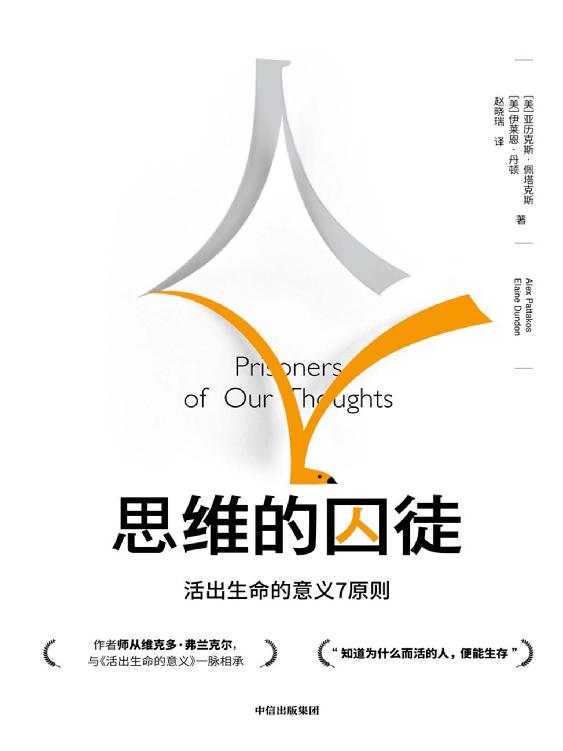 [美]亚历克斯·佩塔克斯
[美]伊莱恩·丹顿 著
赵晓瑞 译
Alex Pattakos
Elaine Dundon
Prisoners
of Our Thoughts
思维的囚徒
活出生命的意义7原则
作者师从维克多·弗兰克尔，
与《活出生命的意义》一脉相承
“知道为什么而活的人，便能生存”
中信出版集团